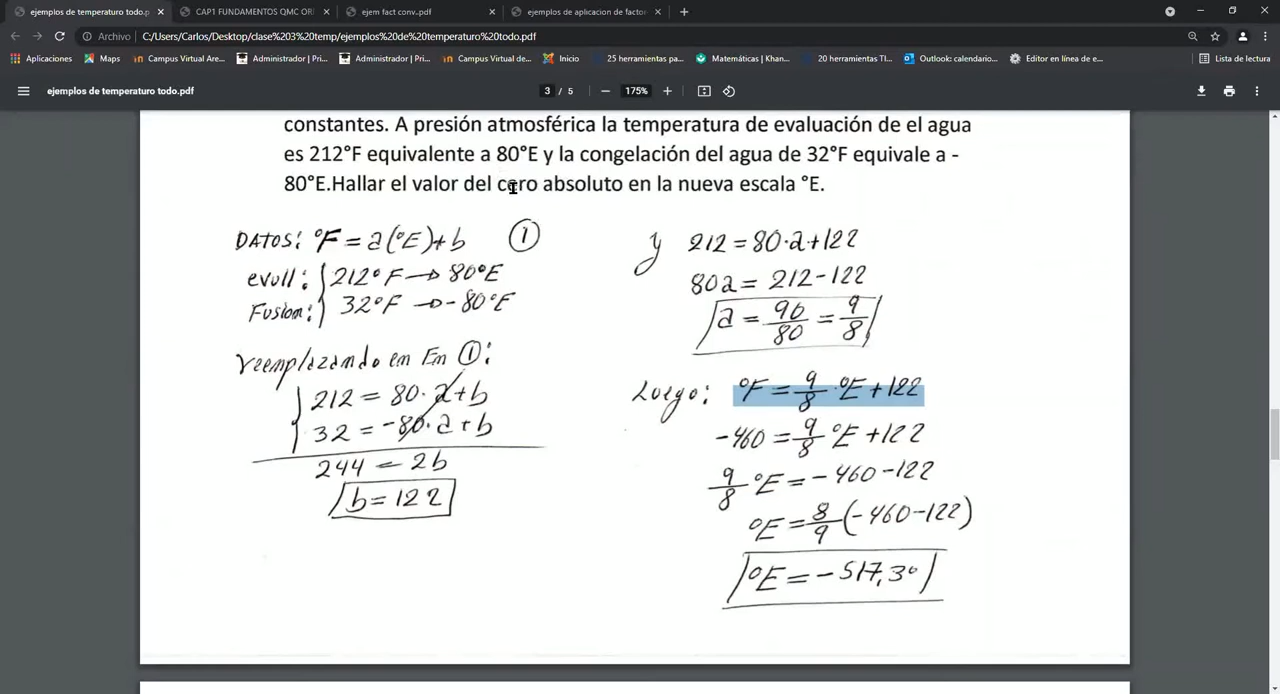 ejemplos de temperaturo todo.p
CAP1 FUNDAMENTOS QMC ORI
ejem fact conv..pdf
ejemplos de aplicacion de factor
Archivo | C:/Users/Carlos/Desktop/clase%203%20temp/ejemplos%20de%20temperaturo%20todo.pdf
Aplicaciones Maps Campus Virtual Are... Administrador | Pri... Administrador | Pri... Campus Virtual de... Inicio 25 herramientas pa... Matemáticas | Khan... 20 herramientas TI... Outlook: calendario... Editor en línea de e... Lista de lectura
ejemplos de temperaturo todo.pdf
3 / 5
175%
constantes. A presión atmosférica la temperatura de evaluación de el agua
es 212°F equivalente a 80°E y la congelación del agua de 32°F equivale a -
80°E.Hallar el valor del cero absoluto en la nueva escala °E.
DATOS: °F = a(°E)+b ①
evull: 212°F → 80°E
Fusion: 32°F → -80°E
reemplazando en Em ①:
212 = 80·a+b
32 = -80·a+b
244 = 2b
b = 122
y 212 = 80·a+122
80a = 212-122
a = 90/80 = 9/8
Luego: °F = 9/8·°E+122
-460 = 9/8 °E+122
9/8 °E = -460-122
°E = 8/9 (-460-122)
°E = -517,3°